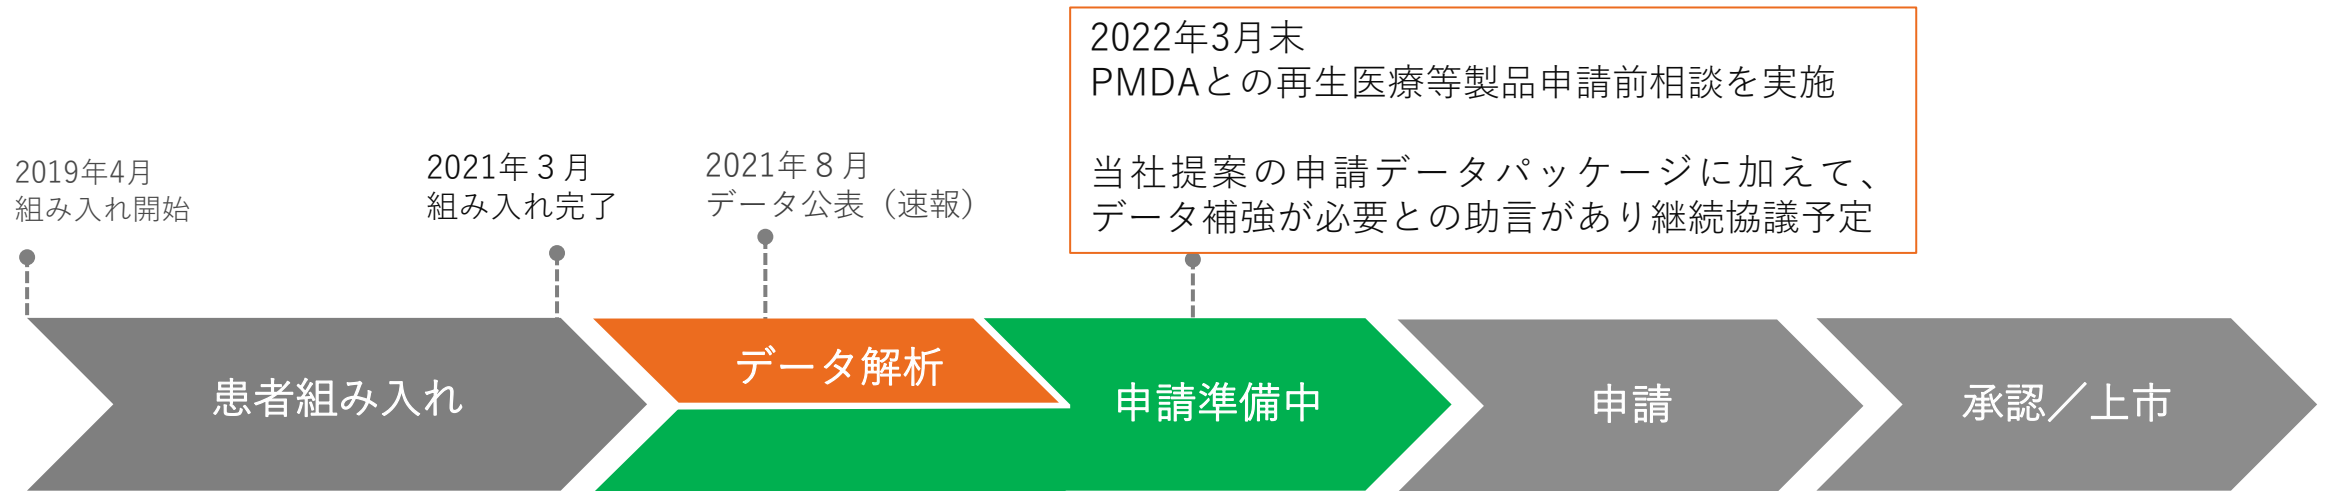 2022年3月末
PMDAとの再生医療等製品申請前相談を実施
当社提案の申請データパッケージに加えて、
データ補強が必要との助言があり継続協議予定
2019年4月
組み入れ開始
2021年３月
組み入れ完了
2021年８月
データ公表（速報）
患者組み入れ
データ解析
申請準備中
申請
承認／上市